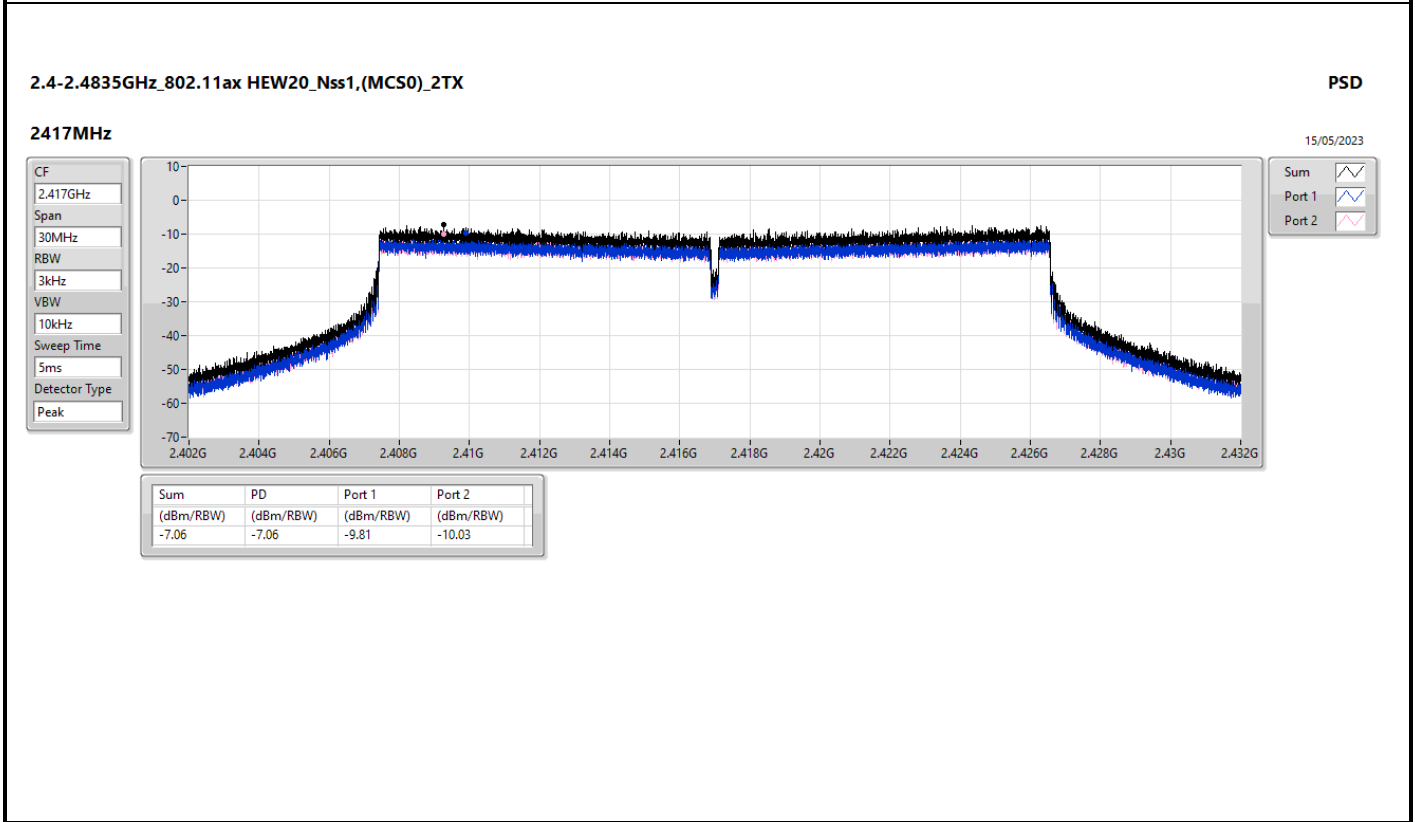 2.4-2.4835GHz_802.11ax HEW20_Nss1,(MCS0)_2TX
PSD
2417MHz
15/05/2023
CF
2.417GHz
Span
30MHz
RBW
3kHz
VBW
10kHz
Sweep Time
5ms
Detector Type
Peak
10
0
-10
-20
-30
-40
-50
-60
-70
2.402G 2.404G 2.406G 2.408G 2.41G 2.412G 2.414G 2.416G 2.418G 2.42G 2.422G 2.424G 2.426G 2.428G 2.43G 2.432G
Sum
Port 1
Port 2
Sum PD Port 1 Port 2
(dBm/RBW) (dBm/RBW) (dBm/RBW) (dBm/RBW)
-7.06 -7.06 -9.81 -10.03